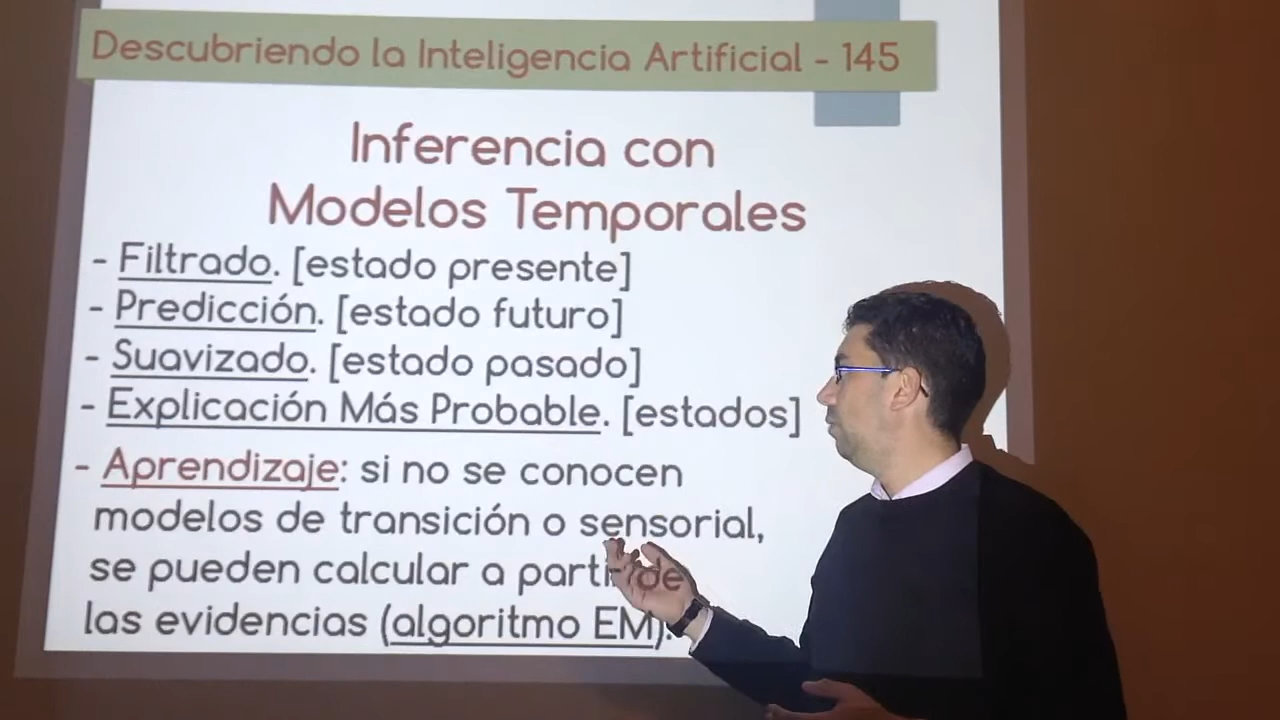 Descubriendo la Inteligencia Artificial - 145
Inferencia con
Modelos Temporales
- Filtrado. [estado presente]
- Predicción. [estado futuro]
- Suavizado. [estado pasado]
- Explicación Más Probable. [estados]
- Aprendizaje: si no se conocen
modelos de transición o sensorial,
se pueden calcular a partir de
las evidencias (algoritmo EM).